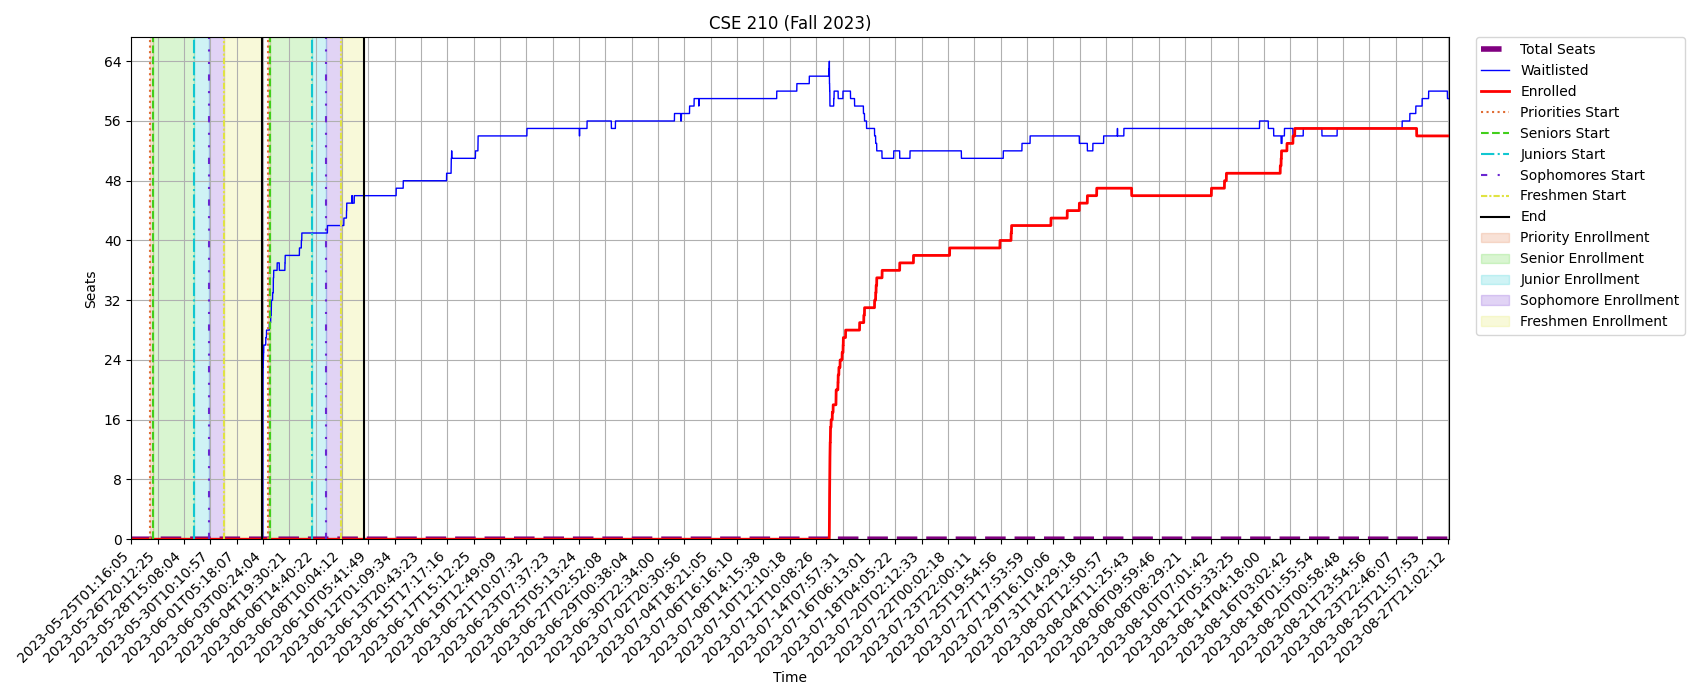 CSE 210 (Fall 2023)
Seats
64
56
48
40
32
24
16
8
0
2023-05-25T01:16:05
2023-05-26T20:12:25
2023-05-28T15:08:04
2023-05-30T10:10:57
2023-06-01T05:18:07
2023-06-03T00:24:04
2023-06-04T19:30:21
2023-06-06T14:40:22
2023-06-08T10:04:12
2023-06-10T05:41:49
2023-06-12T01:09:34
2023-06-13T20:43:23
2023-06-15T17:17:16
2023-06-17T15:12:25
2023-06-19T12:49:09
2023-06-21T10:07:32
2023-06-23T07:37:23
2023-06-25T05:13:24
2023-06-27T02:52:08
2023-06-29T00:38:04
2023-06-30T22:34:00
2023-07-02T20:30:56
2023-07-04T18:21:05
2023-07-06T16:16:10
2023-07-08T14:15:38
2023-07-10T12:10:18
2023-07-12T10:08:26
2023-07-14T07:57:31
2023-07-16T06:13:01
2023-07-18T04:05:22
2023-07-20T02:12:33
2023-07-22T00:02:18
2023-07-23T22:00:11
2023-07-25T19:54:56
2023-07-27T17:53:59
2023-07-29T16:10:06
2023-07-31T14:29:18
2023-08-02T12:50:57
2023-08-04T11:25:43
2023-08-06T09:59:46
2023-08-08T08:29:21
2023-08-10T07:01:42
2023-08-12T05:33:25
2023-08-14T04:18:00
2023-08-16T03:02:42
2023-08-18T01:55:54
2023-08-20T00:58:48
2023-08-21T23:54:56
2023-08-23T22:46:07
2023-08-25T21:57:53
2023-08-27T21:02:12
Time
Total Seats
Waitlisted
Enrolled
Priorities Start
Seniors Start
Juniors Start
Sophomores Start
Freshmen Start
End
Priority Enrollment
Senior Enrollment
Junior Enrollment
Sophomore Enrollment
Freshmen Enrollment